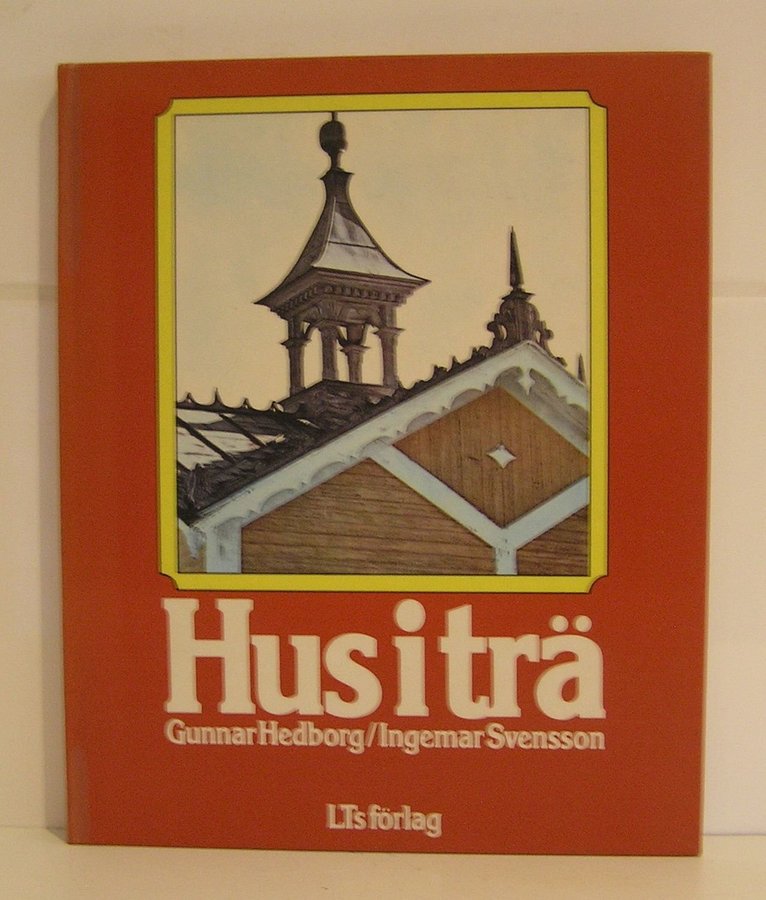 Hus i trä
Gunnar Hedborg/Ingemar Svensson
LTs förlag